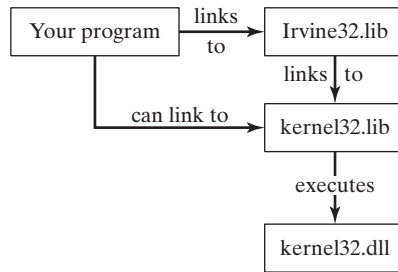 Your program
links
to
Irvine32.lib
links to
can link to
kernel32.lib
executes
kernel32.dll